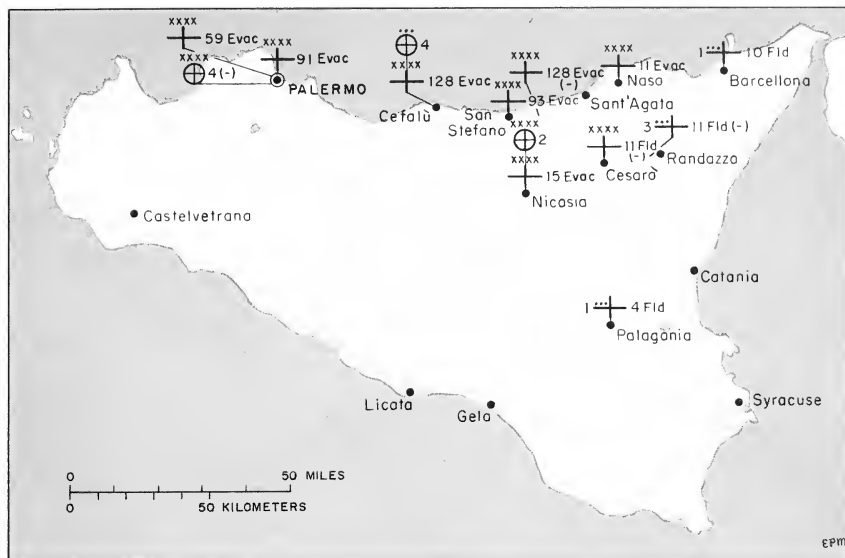 xxxx
59 Evac
xxxx
91 Evac
xxxx
4(-)
PALERMO
4
xxxx
128 Evac
Cefalù
xxxx
128 Evac
(-)
xxxx
93 Evac
San
Stefano
xxxx
11 Evac
Naso
Sant'Agata
1 10 Fld
Barcellona
3 11 Fld (-)
Randazza
xxxx
11 Fld
(-)
Cesarò
xxxx
2
xxxx
15 Evac
Nicosia
Castelvetrana
Catania
1 4 Fld
Palagònia
Licata
Gela
Syracuse
0 50 MILES
0 50 KILOMETERS
EPM